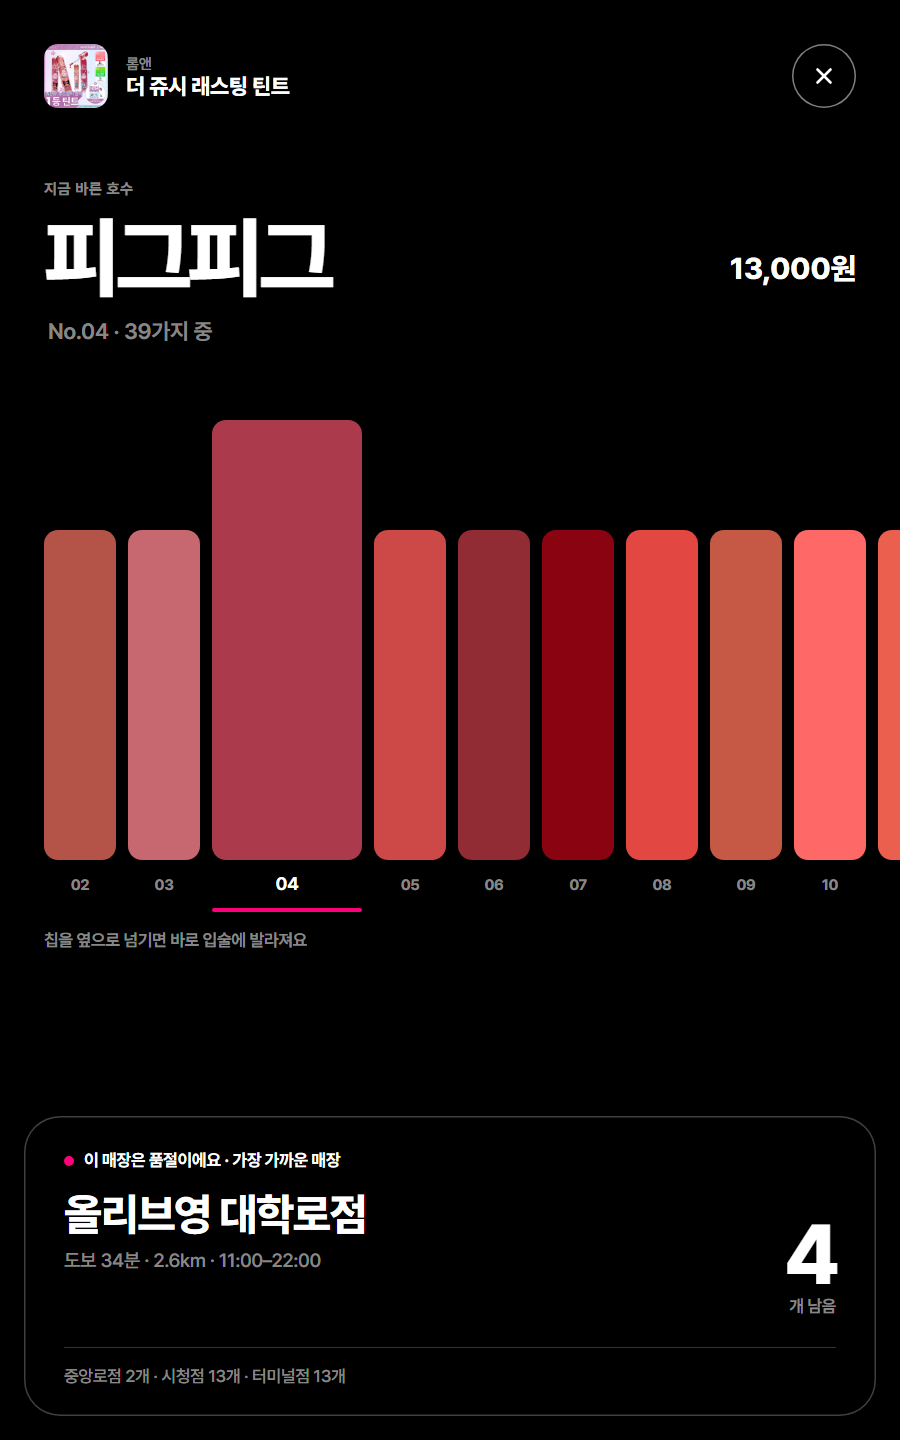 롬앤
더 쥬시 래스팅 틴트
지금 바른 호수
피그피그
13,000원
No.04 · 39가지 중
02 03 04 05 06 07 08 09 10
칩을 옆으로 넘기면 바로 입술에 발라져요
이 매장은 품절이에요 · 가장 가까운 매장
올리브영 대학로점
도보 34분 · 2.6km · 11:00–22:00
4
개 남음
중앙로점 2개 · 시청점 13개 · 터미널점 13개